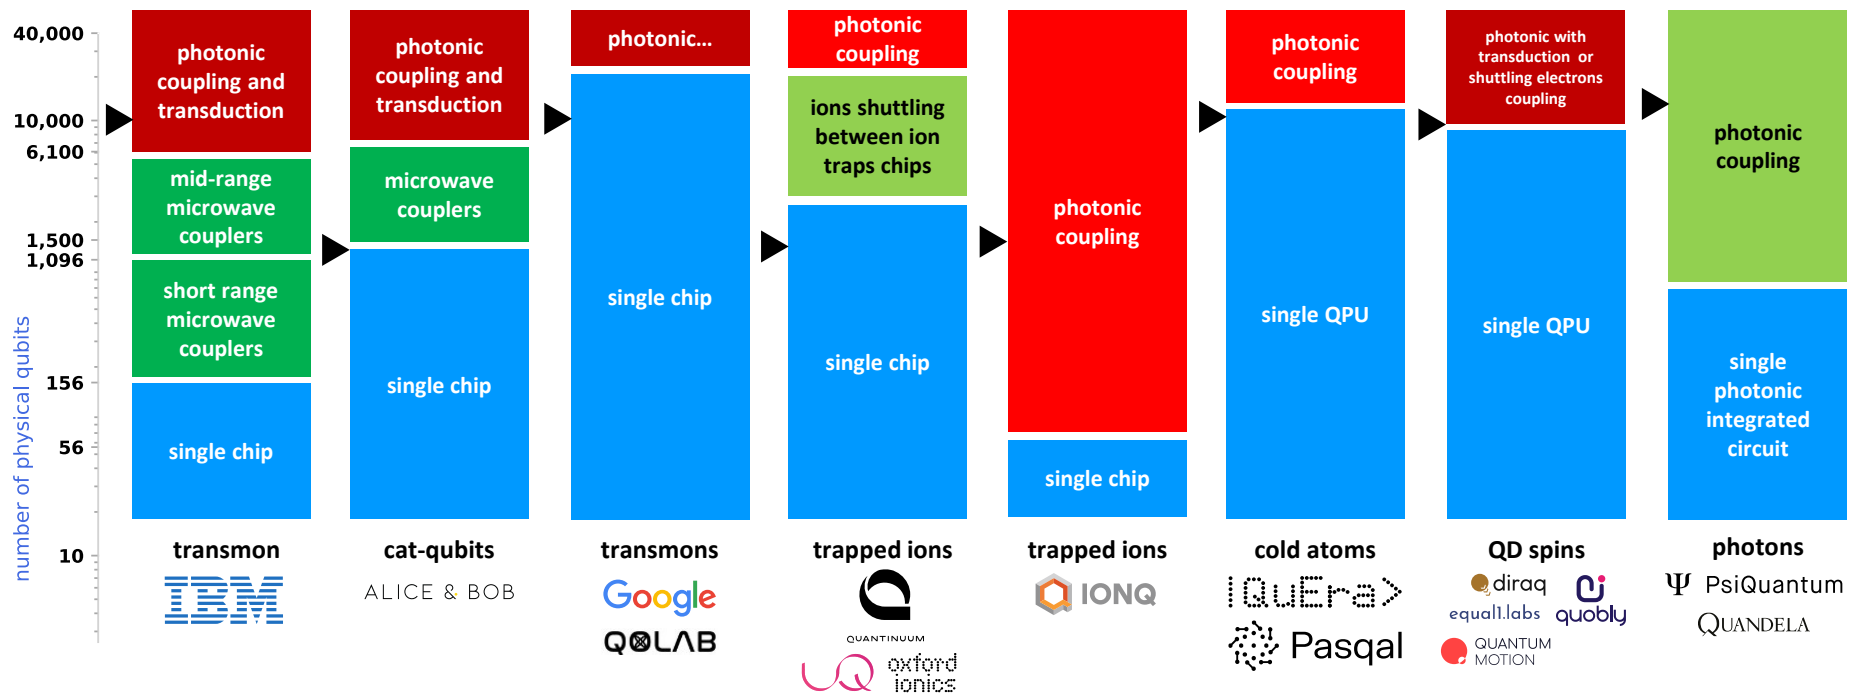 number of physical qubits
40,000
10,000
6,100
1,500
1,096
156
56
10
photonic
coupling and
transduction
mid-range
microwave
couplers
short range
microwave
couplers
single chip
transmon
IBM
photonic
coupling and
transduction
microwave
couplers
single chip
cat-qubits
ALICE & BOB
photonic...
single chip
transmons
Google
QOLAB
photonic
coupling
ions shuttling
between ion
traps chips
single chip
trapped ions
QUANTINUUM
oxford
ionics
photonic
coupling
single chip
trapped ions
IONQ
photonic
coupling
single QPU
cold atoms
|QuEra>
Pasqal
photonic with
transduction or
shuttling electrons
coupling
single QPU
QD spins
diraq
equal1.labs
quobly
QUANTUM
MOTION
photonic
coupling
single
photonic
integrated
circuit
photons
Ψ PsiQuantum
QUANDELA